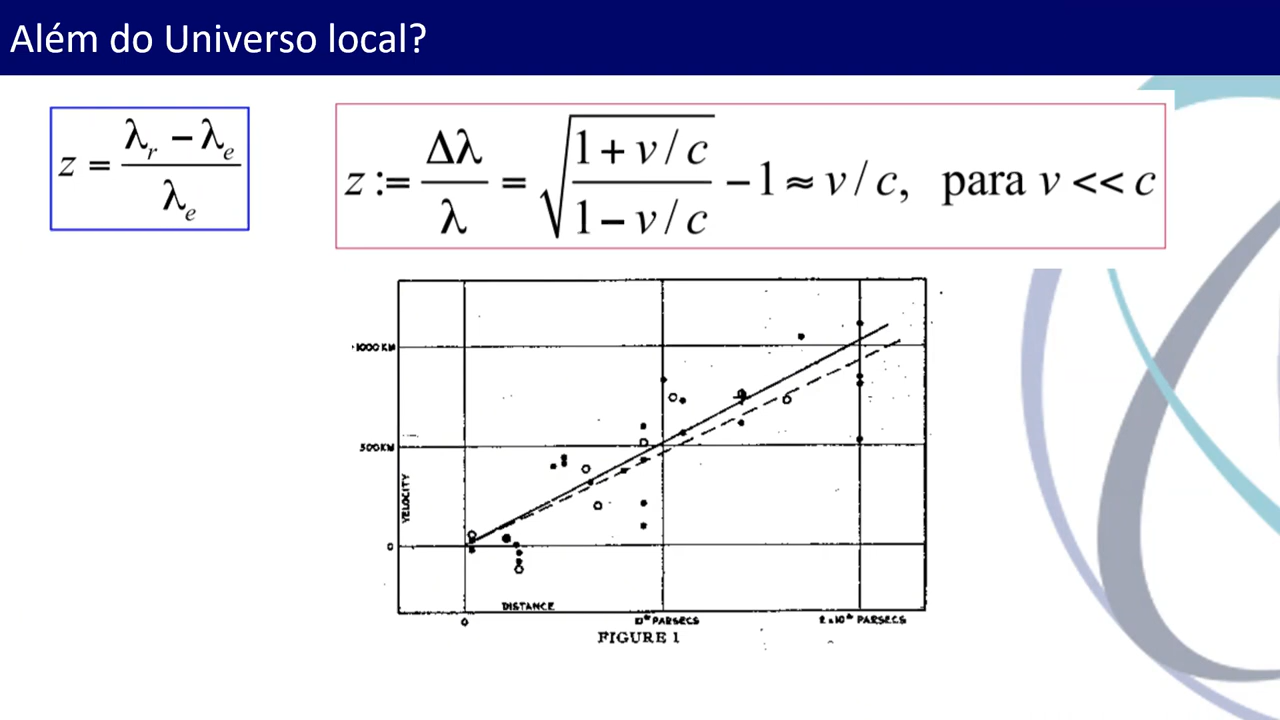 Além do Universo local?
z = (λr − λe) / λe
z := Δλ / λ = √((1 + v / c) / (1 − v / c)) − 1 ≈ v / c, para v << c
1000 KM
500 KM
VELOCITY
0
DISTANCE
0
10⁶ PARSECS
2 x 10⁶ PARSECS
FIGURE 1